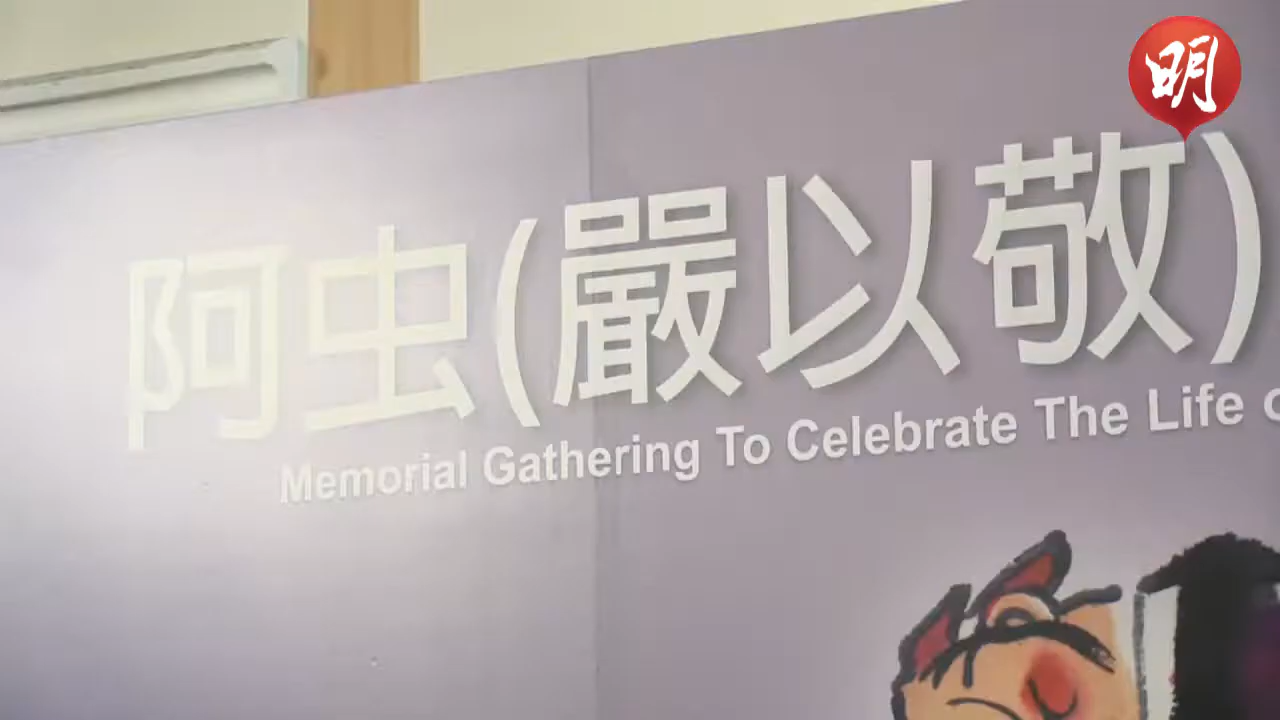 明
阿虫(嚴以敬)
Memorial Gathering To Celebrate The Life